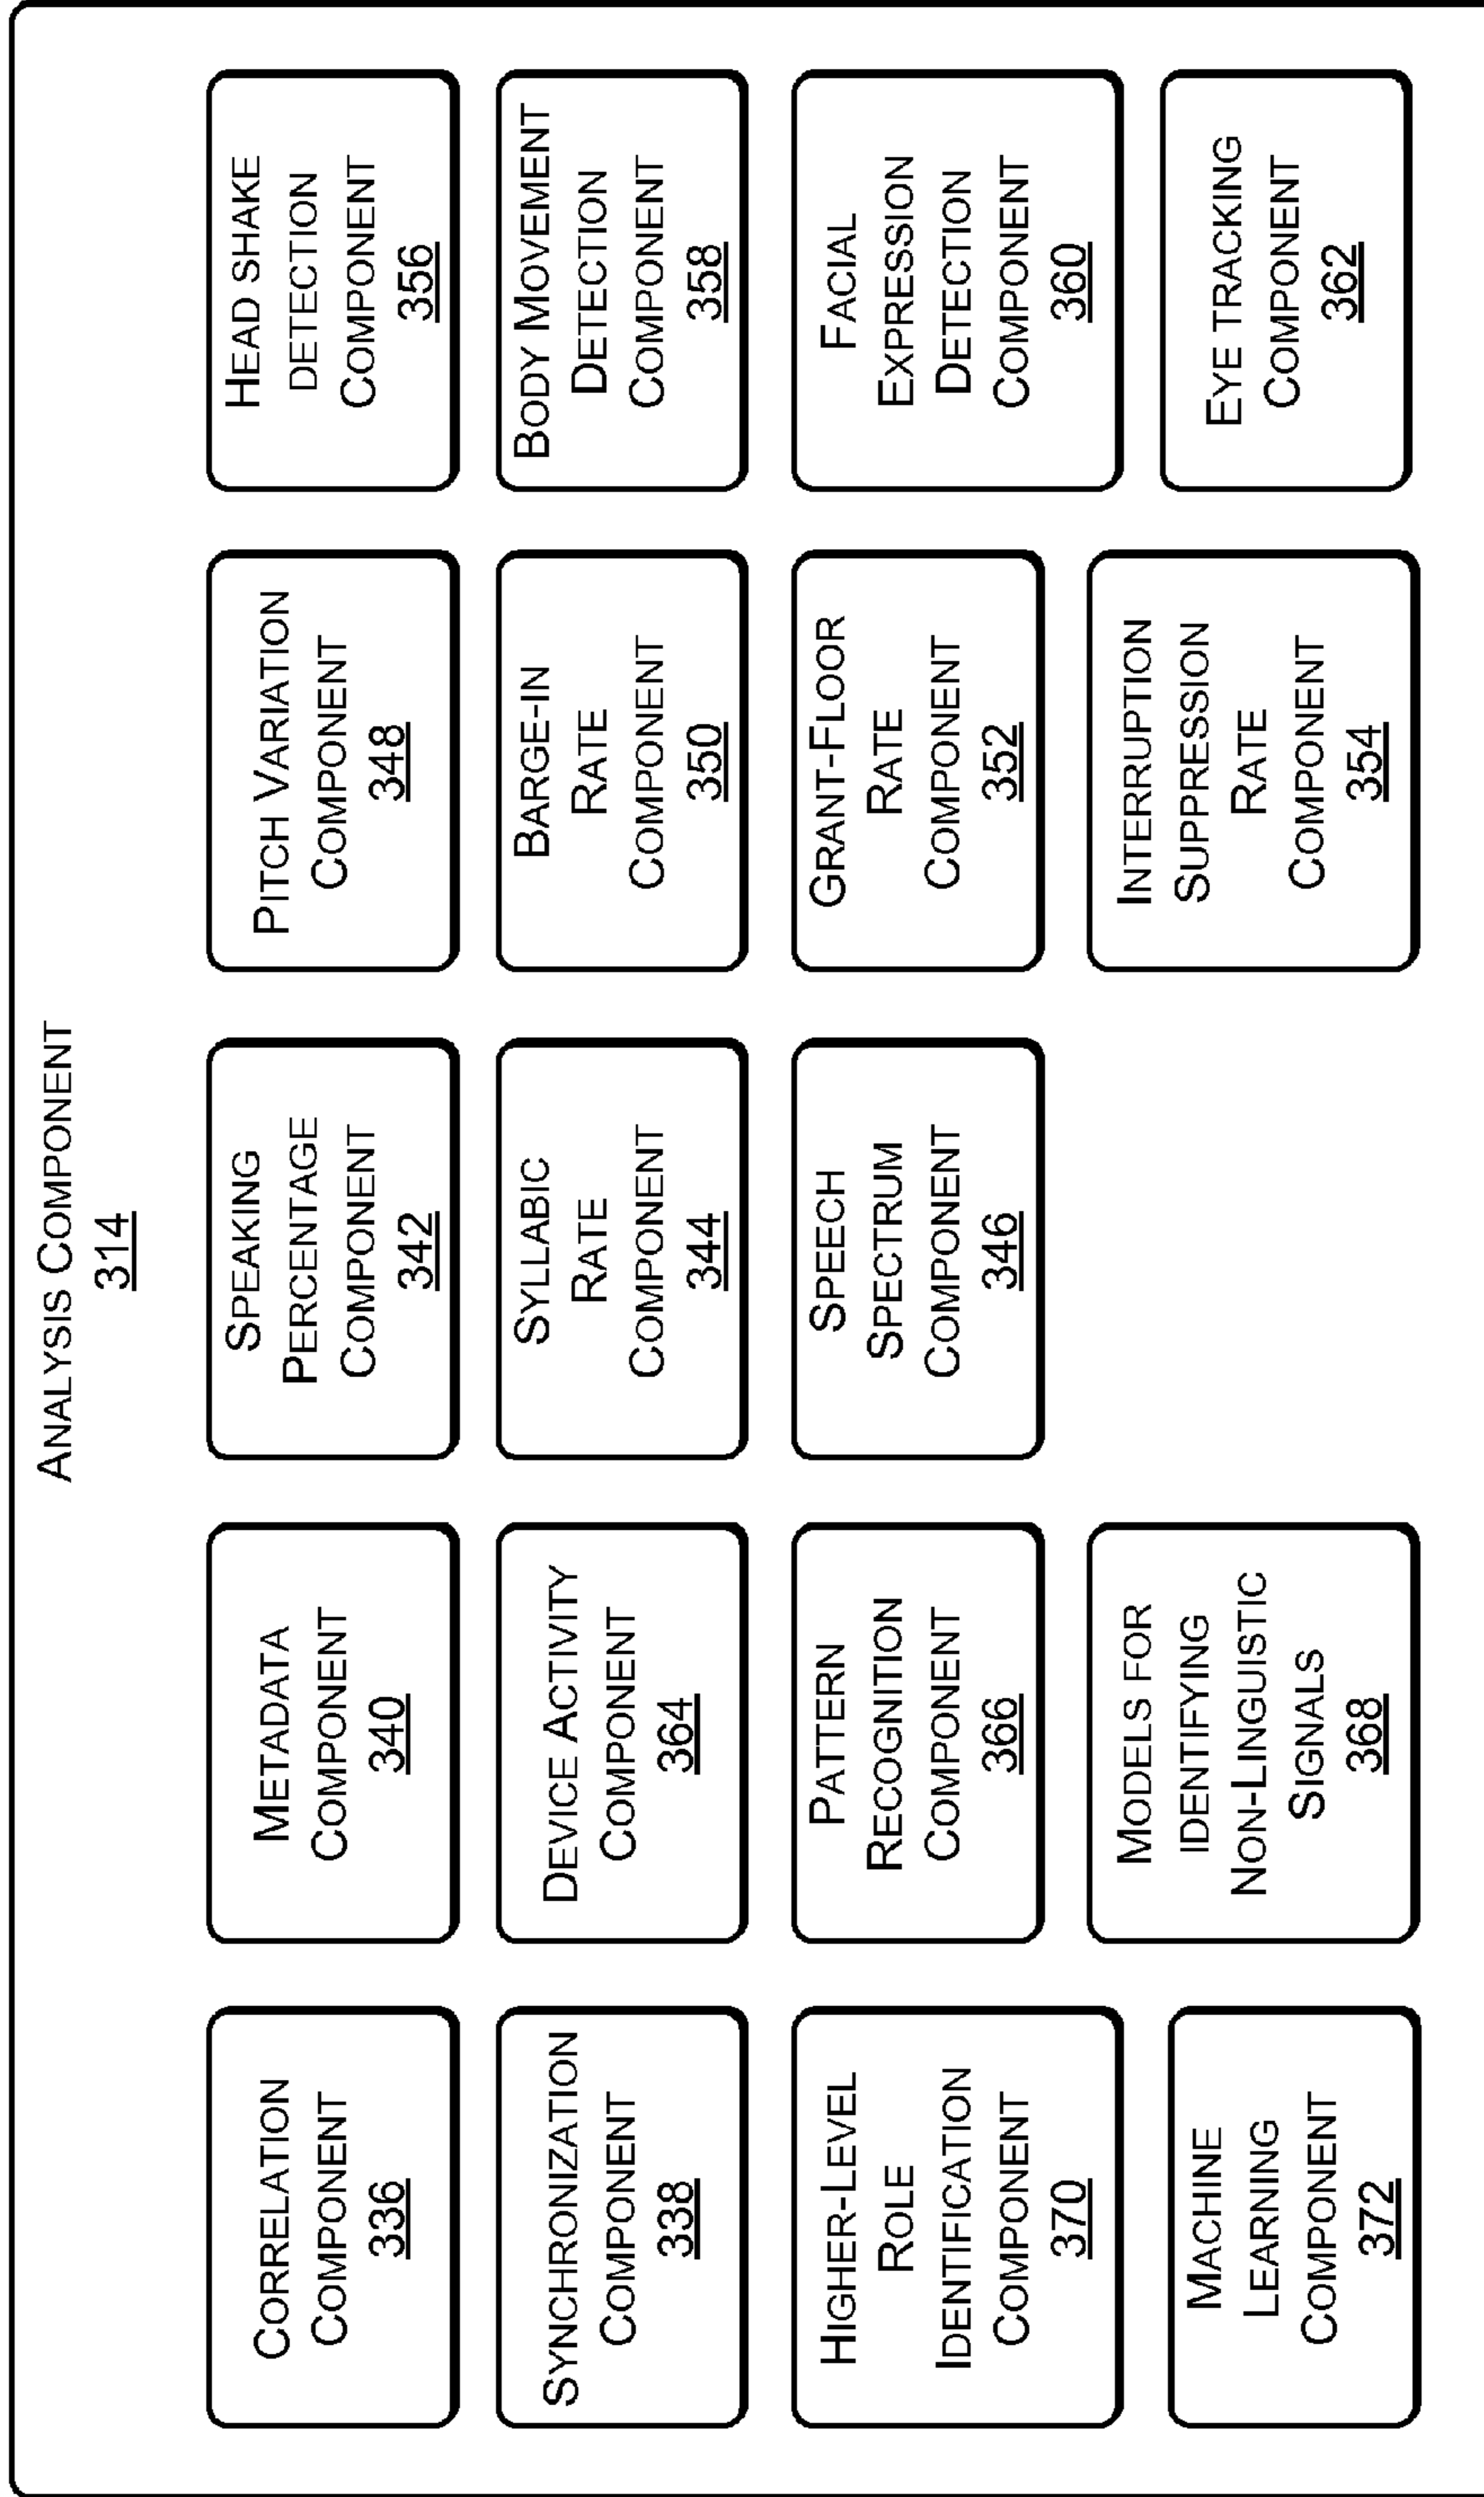 ANALYSIS COMPONENT
314
CORRELATION
COMPONENT
336
SYNCHRONIZATION
COMPONENT
338
HIGHER-LEVEL
ROLE
IDENTIFICATION
COMPONENT
370
MACHINE
LEARNING
COMPONENT
372
METADATA
COMPONENT
340
DEVICE ACTIVITY
COMPONENT
364
PATTERN
RECOGNITION
COMPONENT
366
MODELS FOR
IDENTIFYING
NON-LINGUISTIC
SIGNALS
368
SPEAKING
PERCENTAGE
COMPONENT
342
SYLLABIC
RATE
COMPONENT
344
SPEECH
SPECTRUM
COMPONENT
346
PITCH VARIATION
COMPONENT
348
BARGE-IN
RATE
COMPONENT
350
GRANT-FLOOR
RATE
COMPONENT
352
INTERRUPTION
SUPPRESSION
RATE
COMPONENT
354
HEAD SHAKE
DETECTION
COMPONENT
356
BODY MOVEMENT
DETECTION
COMPONENT
358
FACIAL
EXPRESSION
DETECTION
COMPONENT
360
EYE TRACKING
COMPONENT
362